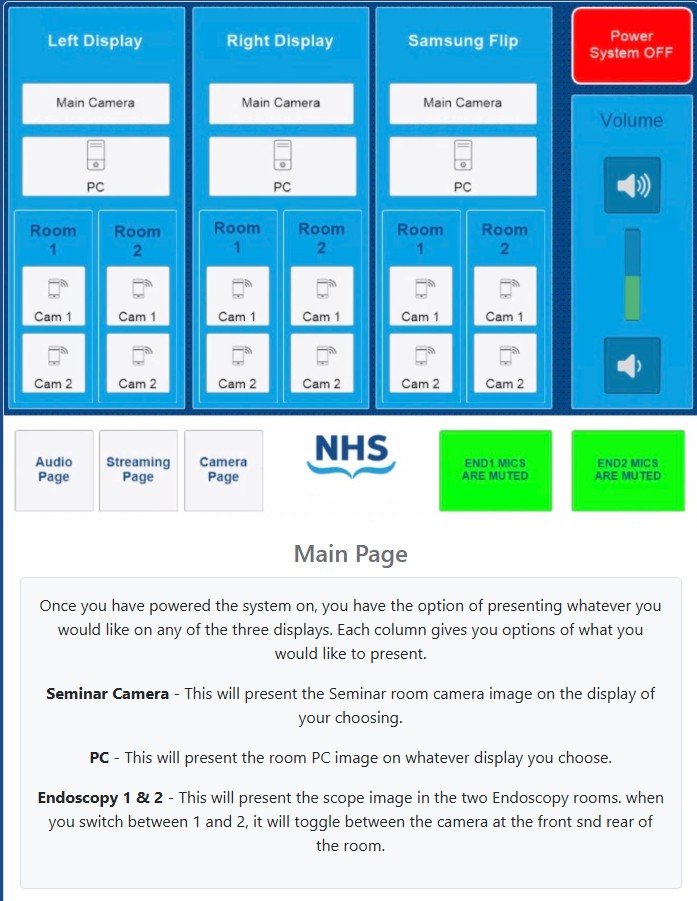 Left Display
Right Display
Samsung Flip
Power
System OFF
Main Camera
Main Camera
Main Camera
Volume
PC
PC
PC
Room
1
Room
2
Room
1
Room
2
Room
1
Room
2
Cam 1
Cam 1
Cam 1
Cam 1
Cam 1
Cam 1
Cam 2
Cam 2
Cam 2
Cam 2
Cam 2
Cam 2
Audio
Page
Streaming
Page
Camera
Page
NHS
END1 MICS
ARE MUTED
END2 MICS
ARE MUTED
Main Page
Once you have powered the system on, you have the option of presenting whatever you
would like on any of the three displays. Each column gives you options of what you
would like to present.
Seminar Camera - This will present the Seminar room camera image on the display of
your choosing.
PC - This will present the room PC image on whatever display you choose.
Endoscopy 1 & 2 - This will present the scope image in the two Endoscopy rooms. when
you switch between 1 and 2, it will toggle between the camera at the front snd rear of
the room.